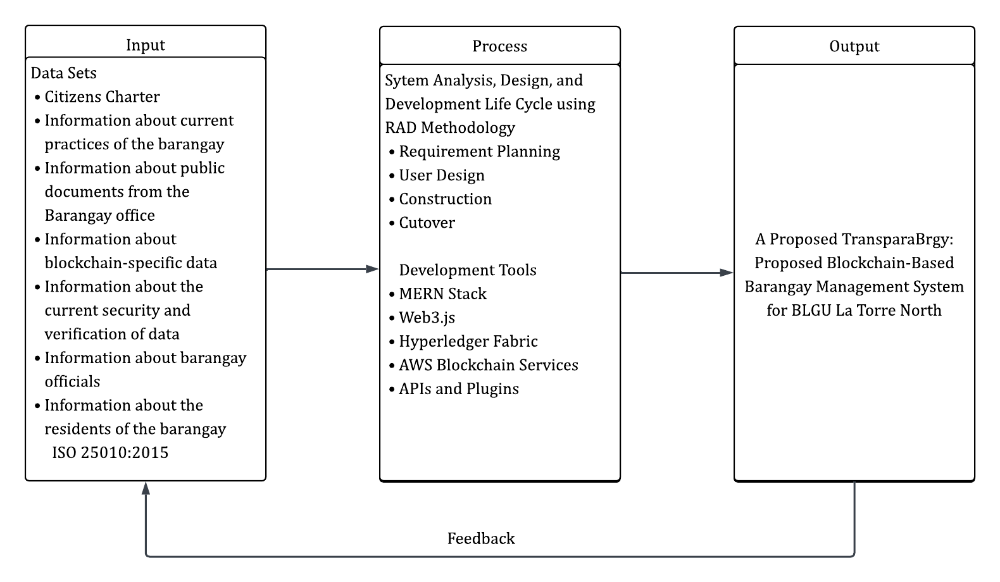 Input
Data Sets
• Citizens Charter
• Information about current
practices of the barangay
• Information about public
documents from the
Barangay office
• Information about
blockchain-specific data
• Information about the
current security and
verification of data
• Information about barangay
officials
• Information about the
residents of the barangay
ISO 25010:2015
Process
Sytem Analysis, Design, and
Development Life Cycle using
RAD Methodology
• Requirement Planning
• User Design
• Construction
• Cutover
Development Tools
• MERN Stack
• Web3.js
• Hyperledger Fabric
• AWS Blockchain Services
• APIs and Plugins
Output
A Proposed TransparaBrgy:
Proposed Blockchain-Based
Barangay Management System
for BLGU La Torre North
Feedback